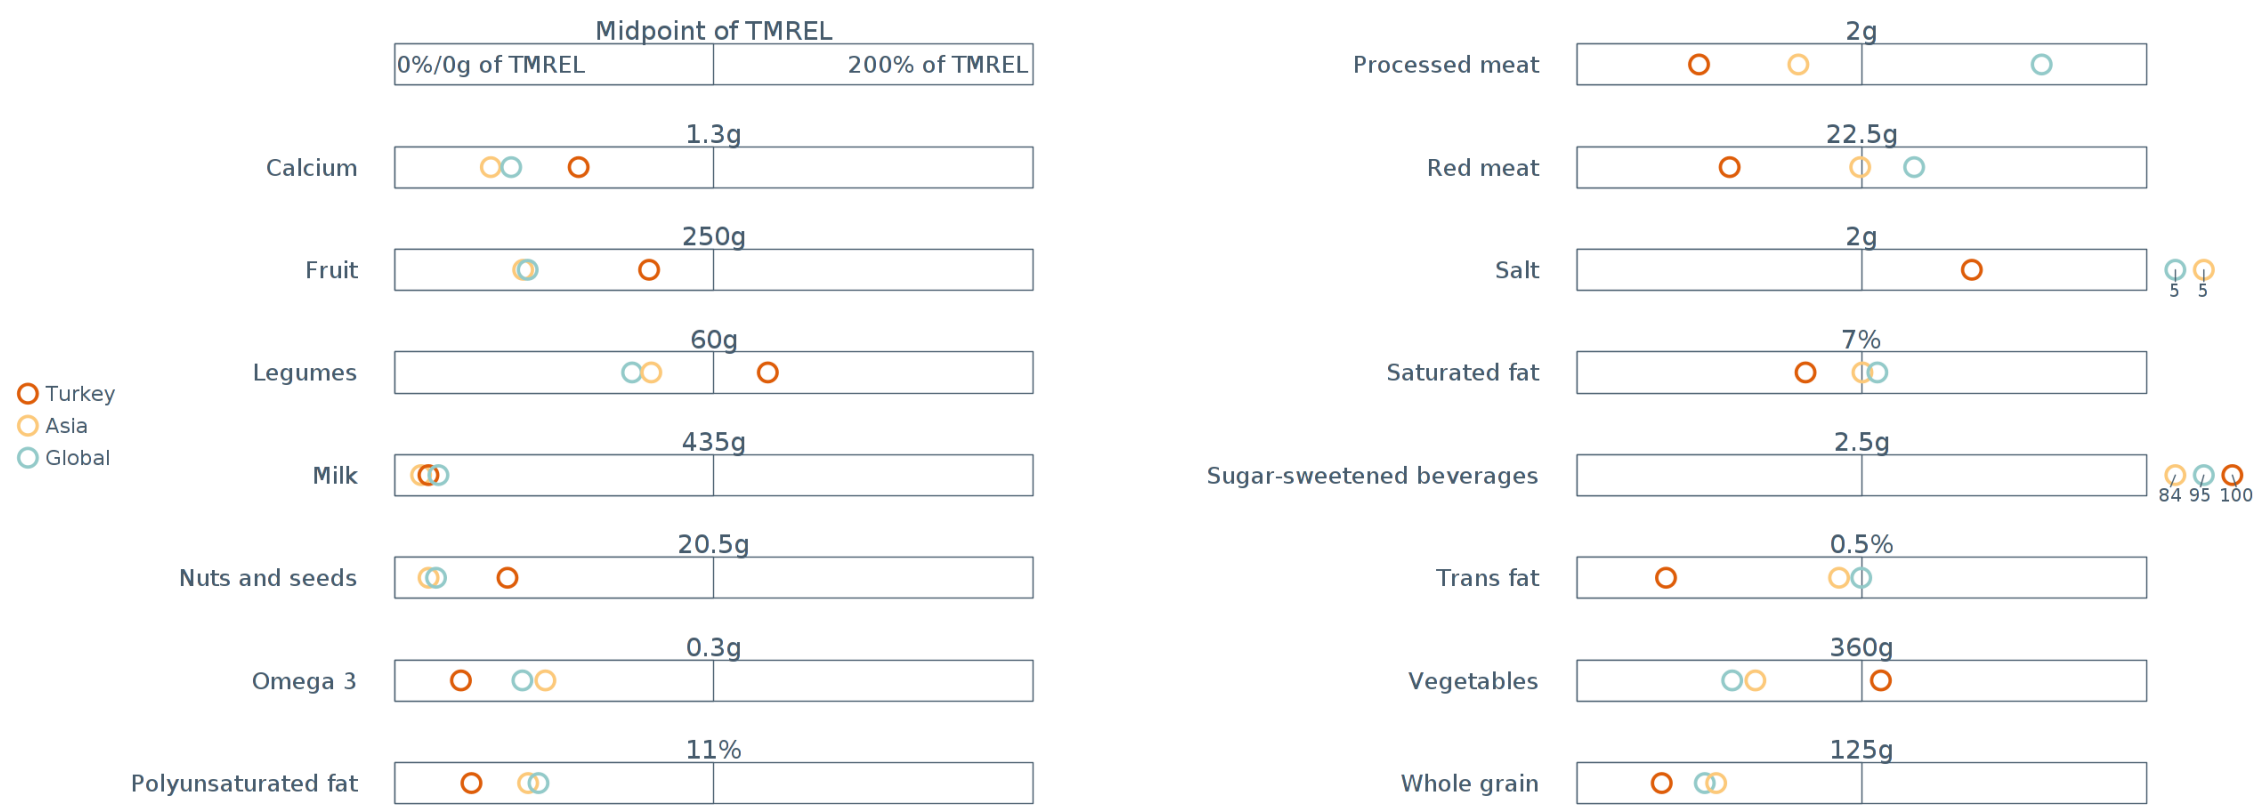 Midpoint of TMREL
0%/0g of TMREL
200% of TMREL
1.3g
Calcium
250g
Fruit
60g
Legumes
435g
Milk
20.5g
Nuts and seeds
0.3g
Omega 3
11%
Polyunsaturated fat
Turkey
Asia
Global
2g
Processed meat
22.5g
Red meat
2g
Salt
5 5
7%
Saturated fat
2.5g
Sugar-sweetened beverages
84 95 100
0.5%
Trans fat
360g
Vegetables
125g
Whole grain